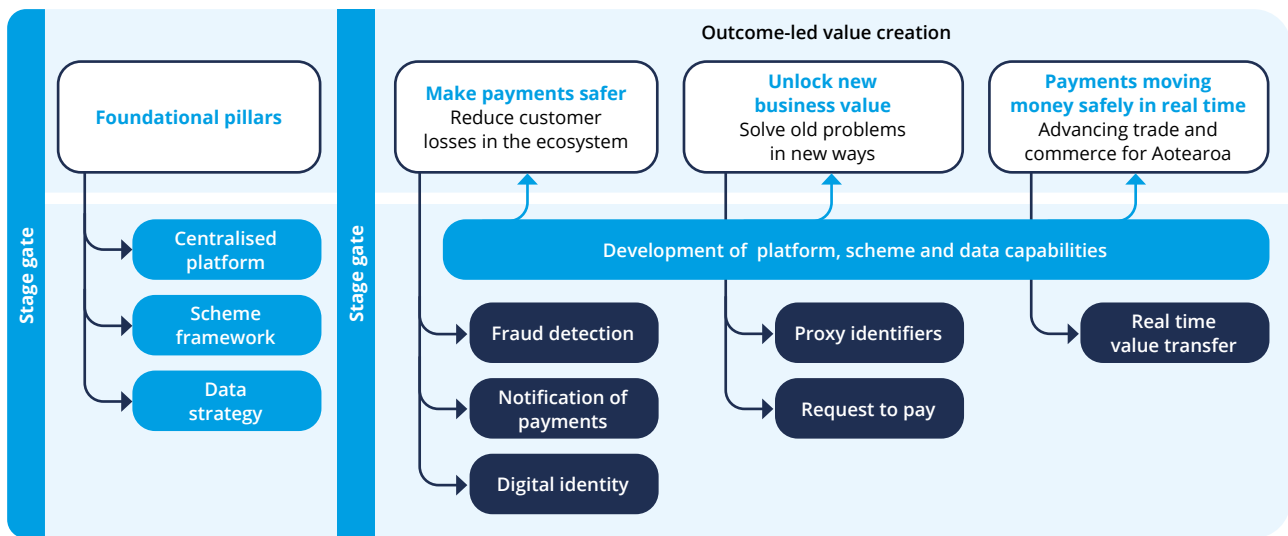 Stage gate
Foundational pillars
Centralised
platform
Scheme
framework
Data
strategy
Stage gate
Outcome-led value creation
Make payments safer
Reduce customer
losses in the ecosystem
Unlock new
business value
Solve old problems
in new ways
Payments moving
money safely in real time
Advancing trade and
commerce for Aotearoa
Development of platform, scheme and data capabilities
Fraud detection
Notification of
payments
Digital identity
Proxy identifiers
Request to pay
Real time
value transfer